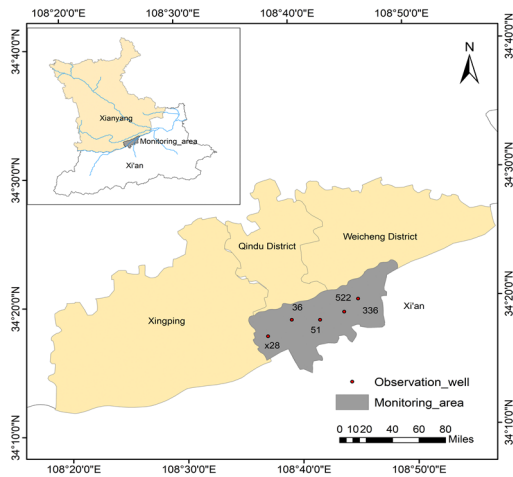 108°20'0"E 108°30'0"E 108°40'0"E 108°50'0"E
34°40'0"N
34°30'0"N
34°20'0"N
34°10'0"N
Xianyang
Monitoring_area
Xi'an
N
34°40'0"N
34°30'0"N
34°20'0"N
34°10'0"N
Qindu District
Weicheng District
Xingping
Xi'an
522
36
336
51
x28
Observation_well
Monitoring_area
0 10 20 40 60 80
Miles
108°20'0"E 108°30'0"E 108°40'0"E 108°50'0"E